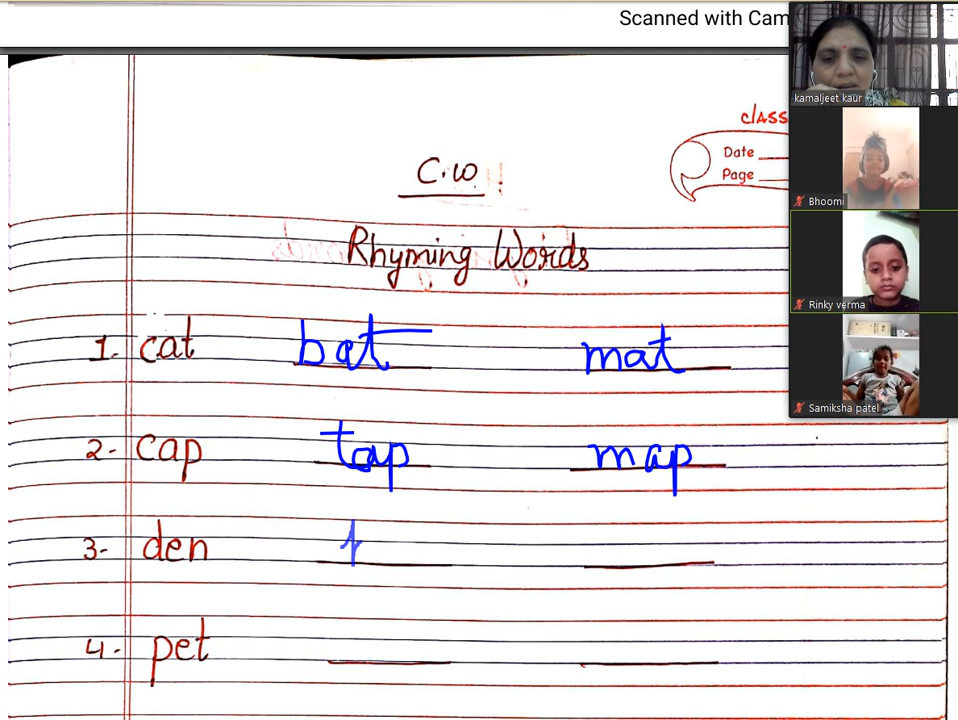 Scanned with Cam
kamaljeet kaur
CLASS
Date
Page
C.W
Bhoomi
Rhyming Words
Rinky verma
1. cat bat mat
Samiksha patel
2- cap tap map
3- den
4- pet